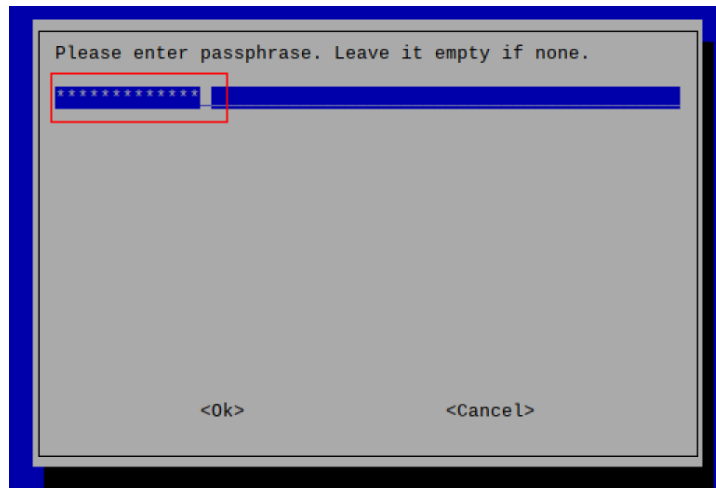 Please enter passphrase. Leave it empty if none.
*************
<Ok> <Cancel>